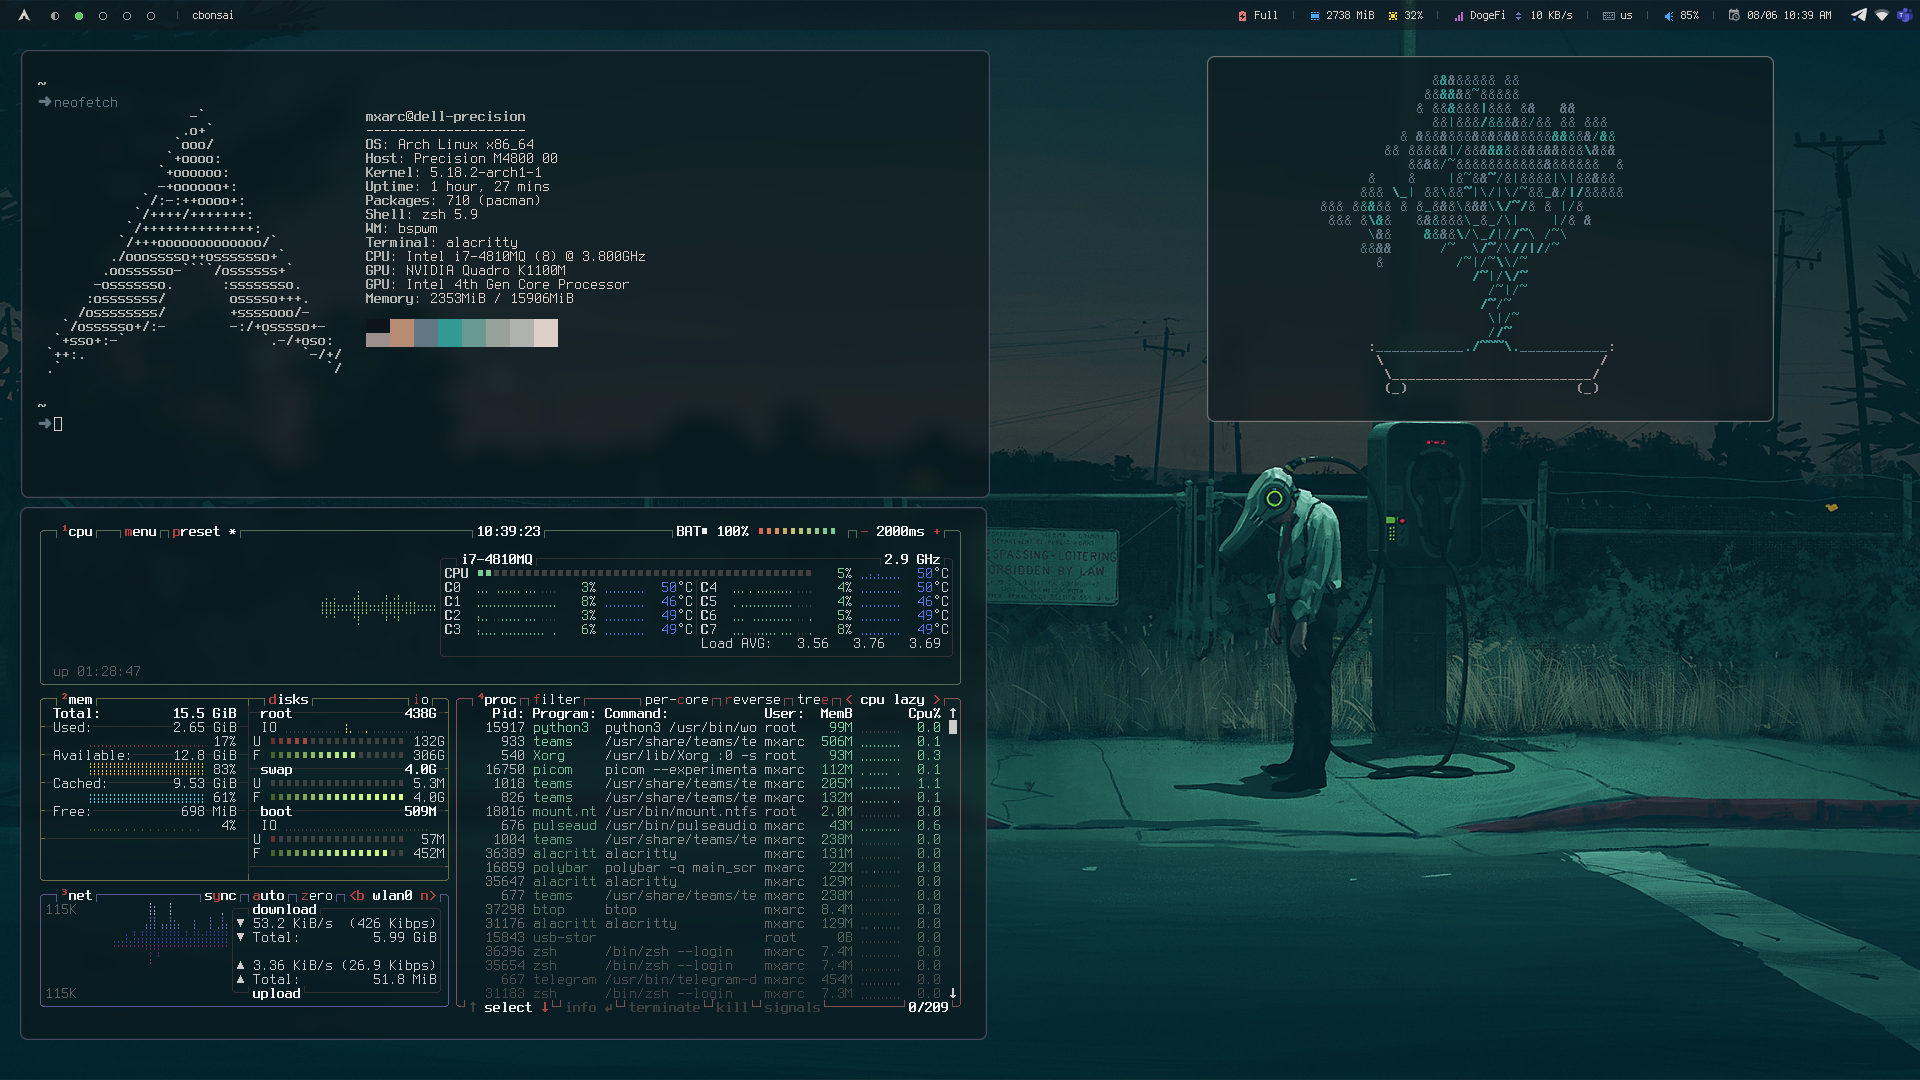 cbonsai
Full
2738 MiB
32%
DogeFi
10 KB/s
us
85%
08/06 10:39 AM
~
neofetch
mxarc@dell-precision
--------------------
OS: Arch Linux x86_64
Host: Precision M4800 00
Kernel: 5.18.2-arch1-1
Uptime: 1 hour, 27 mins
Packages: 710 (pacman)
Shell: zsh 5.9
WM: bspwm
Terminal: alacritty
CPU: Intel i7-4810MQ (8) @ 3.800GHz
GPU: NVIDIA Quadro K1100M
GPU: Intel 4th Gen Core Processor
Memory: 2353MiB / 15906MiB
~
1cpu menu preset * 10:39:23 BAT■ 100% - 2000ms +
i7-4810MQ 2.9 GHz
CPU 5% 50°C
C0 3% 50°C C4 4% 50°C
C1 8% 46°C C5 4% 46°C
C2 3% 49°C C6 5% 49°C
C3 6% 49°C C7 8% 49°C
Load AVG: 3.56 3.76 3.69
up 01:28:47
2mem disks io
Total: 15.5 GiB
Used: 2.65 GiB
17%
Available: 12.8 GiB
83%
Cached: 9.53 GiB
61%
Free: 698 MiB
4%
root 438G
IO
U 132G
F 306G
swap 4.0G
U 5.3M
F 4.0G
boot 509M
IO
U 57M
F 452M
3net sync auto zero <b wlan0 n>
115K
download
▼ 53.2 KiB/s (426 Kibps)
▼ Total: 5.99 GiB
▲ 3.36 KiB/s (26.9 Kibps)
▲ Total: 51.8 MiB
upload
115K
4proc filter per-core reverse tree < cpu lazy >
Pid: Program: Command: User: MemB Cpu% ↑
15917 python3 python3 /usr/bin/wo root 99M 0.0
933 teams /usr/share/teams/te mxarc 506M 0.1
540 Xorg /usr/lib/Xorg :0 -s root 93M 0.3
16750 picom picom --experimenta mxarc 112M 0.1
1018 teams /usr/share/teams/te mxarc 205M 1.1
826 teams /usr/share/teams/te mxarc 132M 0.1
18016 mount.nt /usr/bin/mount.ntfs root 2.0M 0.0
676 pulseaud /usr/bin/pulseaudio mxarc 43M 0.6
1004 teams /usr/share/teams/te mxarc 238M 0.0
36389 alacritt alacritty mxarc 131M 0.0
16859 polybar polybar -q main_scr mxarc 22M 0.0
35647 alacritt alacritty mxarc 129M 0.0
677 teams /usr/share/teams/te mxarc 238M 0.0
37298 btop btop mxarc 8.4M 0.0
31176 alacritt alacritty mxarc 129M 0.0
15843 usb-stor root 0B 0.0
36396 zsh /bin/zsh --login mxarc 7.4M 0.0
35654 zsh /bin/zsh --login mxarc 7.4M 0.0
667 telegram /usr/bin/telegram-d mxarc 454M 0.0
31183 zsh /bin/zsh --login mxarc 7.3M 0.0 ↓
↑ select ↓ info ↵ terminate kill signals 0/209
ESPASSING-LOITERING
ORBIDDEN BY LAW